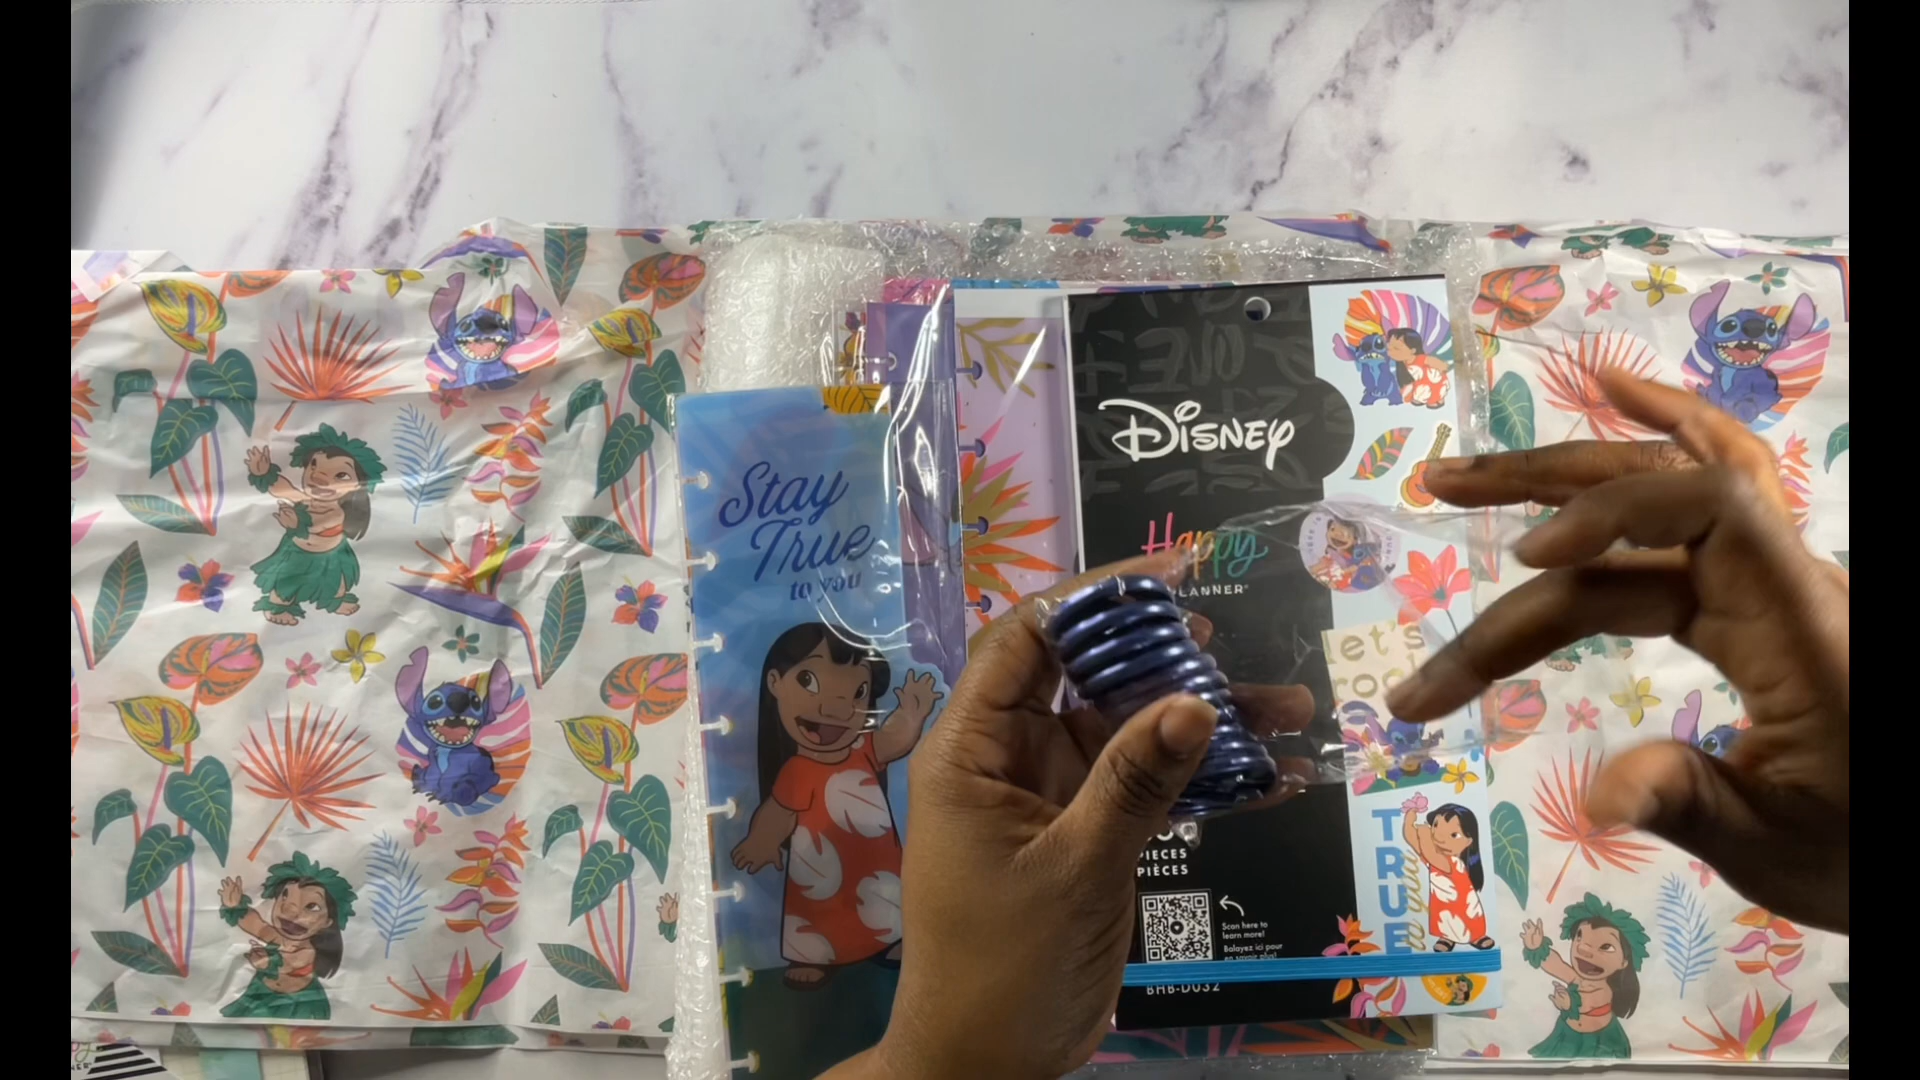 Stay
True
to you
Disney
Happy
PLANNER
PIECES
PIÈCES
Scan here to
learn more!
Balayez ici pour
en savoir plus!
BHB-D032
let's
TRUE
to you